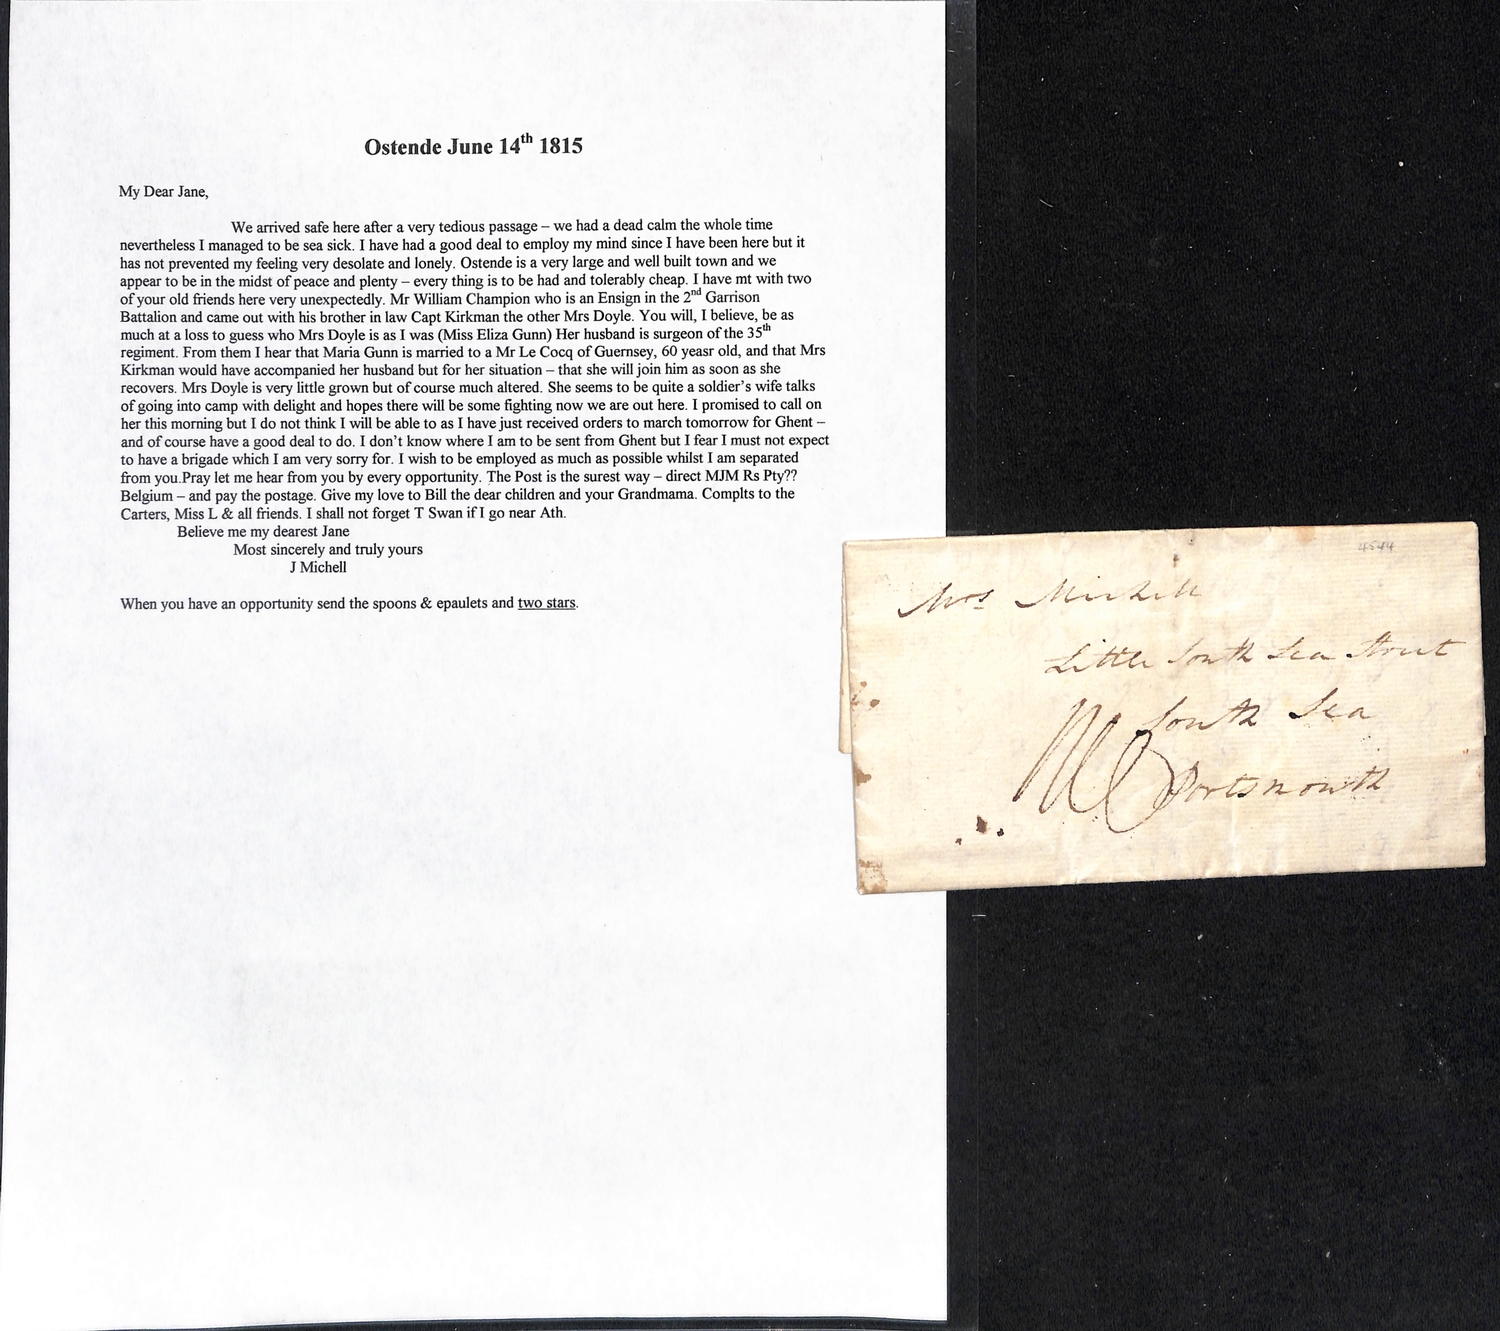 Ostende June 14th 1815
My Dear Jane,
We arrived safe here after a very tedious passage – we had a dead calm the whole time
nevertheless I managed to be sea sick. I have had a good deal to employ my mind since I have been here but it
has not prevented my feeling very desolate and lonely. Ostende is a very large and well built town and we
appear to be in the midst of peace and plenty – every thing is to be had and tolerably cheap. I have mt with two
of your old friends here very unexpectedly. Mr William Champion who is an Ensign in the 2nd Garrison
Battalion and came out with his brother in law Capt Kirkman the other Mrs Doyle. You will, I believe, be as
much at a loss to guess who Mrs Doyle is as I was (Miss Eliza Gunn) Her husband is surgeon of the 35th
regiment. From them I hear that Maria Gunn is married to a Mr Le Cocq of Guernsey, 60 yeasr old, and that Mrs
Kirkman would have accompanied her husband but for her situation – that she will join him as soon as she
recovers. Mrs Doyle is very little grown but of course much altered. She seems to be quite a soldier's wife talks
of going into camp with delight and hopes there will be some fighting now we are out here. I promised to call on
her this morning but I do not think I will be able to as I have just received orders to march tomorrow for Ghent –
and of course have a good deal to do. I don't know where I am to be sent from Ghent but I fear I must not expect
to have a brigade which I am very sorry for. I wish to be employed as much as possible whilst I am separated
from you.Pray let me hear from you by every opportunity. The Post is the surest way – direct MJM Rs Pty??
Belgium – and pay the postage. Give my love to Bill the dear children and your Grandmama. Complts to the
Carters, Miss L & all friends. I shall not forget T Swan if I go near Ath.
Believe me my dearest Jane
Most sincerely and truly yours
J Michell
When you have an opportunity send the spoons & epaulets and two stars.
4544
Mrs Michell
Little South Sea Street
South Sea
Portsmouth